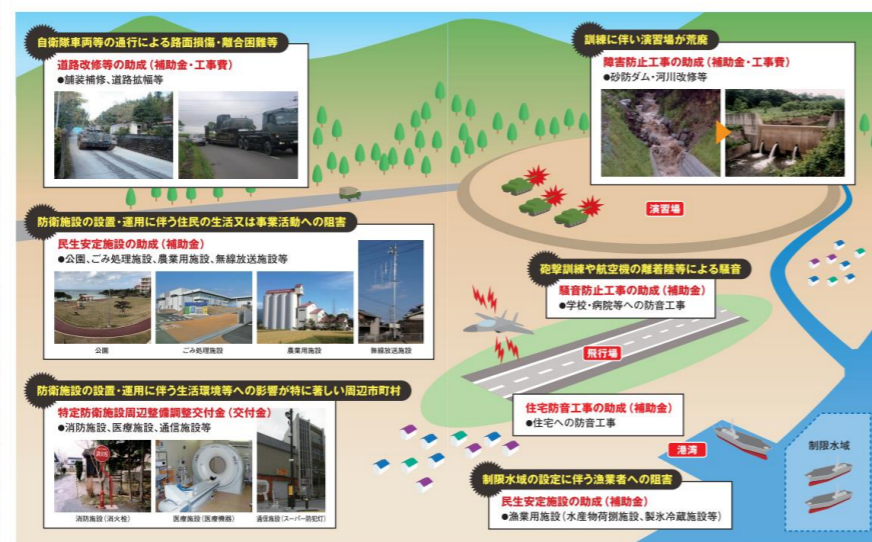 自衛隊車両等の通行による路面損傷・離合困難等
道路改修等の助成（補助金・工事費）
●舗装補修、道路拡幅等
訓練に伴い演習場が荒廃
障害防止工事の助成（補助金・工事費）
●砂防ダム・河川改修等
演習場
防衛施設の設置・運用に伴う住民の生活又は事業活動への阻害
民生安定施設の助成（補助金）
●公園、ごみ処理施設、農業用施設、無線放送施設等
公園
ごみ処理施設
農業用施設
無線放送施設
砲撃訓練や航空機の離着陸等による騒音
騒音防止工事の助成（補助金）
●学校・病院等への防音工事
飛行場
防衛施設の設置・運用に伴う生活環境等への影響が特に著しい周辺市町村
特定防衛施設周辺整備調整交付金（交付金）
●消防施設、医療施設、通信施設等
消防施設（消火栓）
医療施設（医療機器）
通信施設（スーパー防犯灯）
住宅防音工事の助成（補助金）
●住宅への防音工事
港湾
制限水域
制限水域の設定に伴う漁業者への阻害
民生安定施設の助成（補助金）
●漁業用施設（水産物荷捌施設、製氷冷蔵施設等）